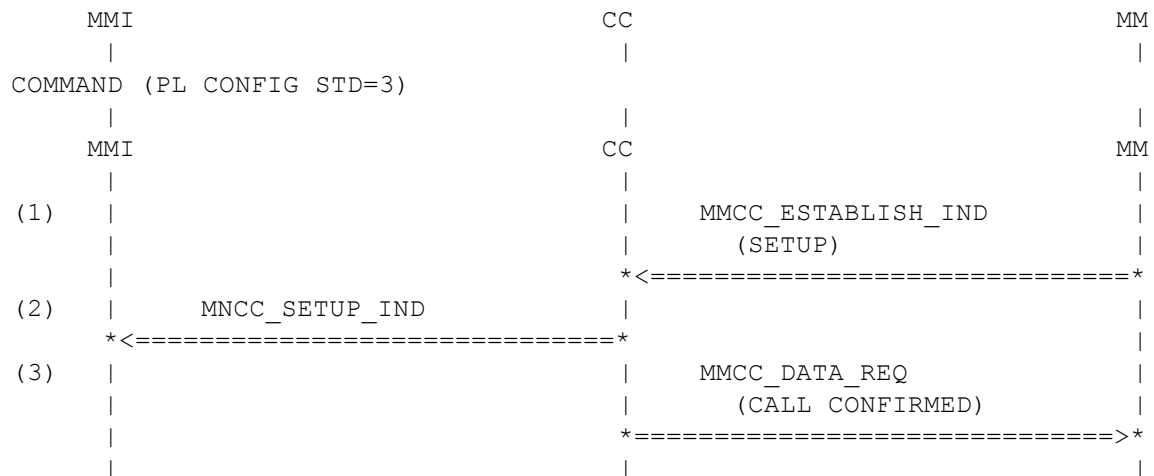 MMI CC MM
| | |
COMMAND (PL CONFIG STD=3)
| | |
MMI CC MM
| | |
(1) | | MMCC_ESTABLISH_IND |
| | (SETUP) |
| *<==============================*
(2) | MNCC_SETUP_IND | |
*<==============================* |
(3) | | MMCC_DATA_REQ |
| | (CALL CONFIRMED) |
| *==============================>*
| | |